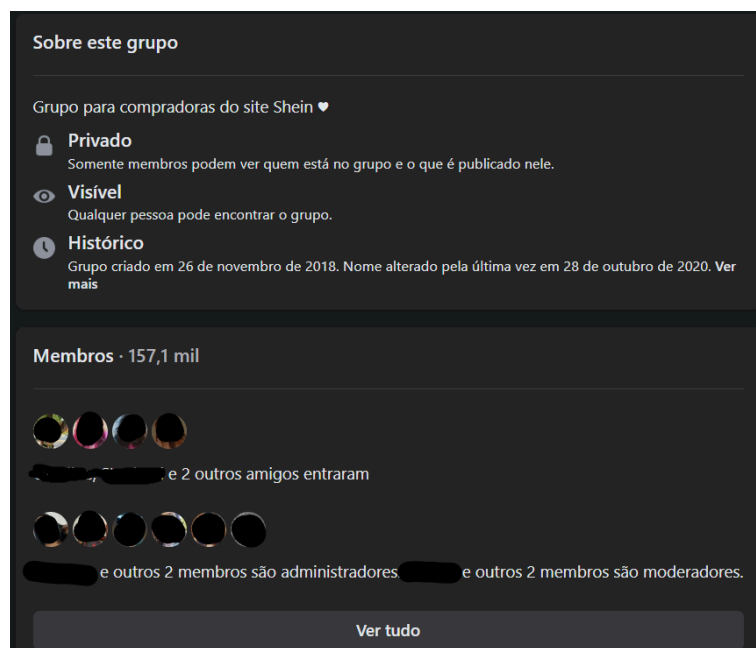 Sobre este grupo
Grupo para compradoras do site Shein ♥
Privado
Somente membros podem ver quem está no grupo e o que é publicado nele.
Visível
Qualquer pessoa pode encontrar o grupo.
Histórico
Grupo criado em 26 de novembro de 2018. Nome alterado pela última vez em 28 de outubro de 2020. Ver
mais
Membros · 157,1 mil
e 2 outros amigos entraram
e outros 2 membros são administradores. e outros 2 membros são moderadores.
Ver tudo